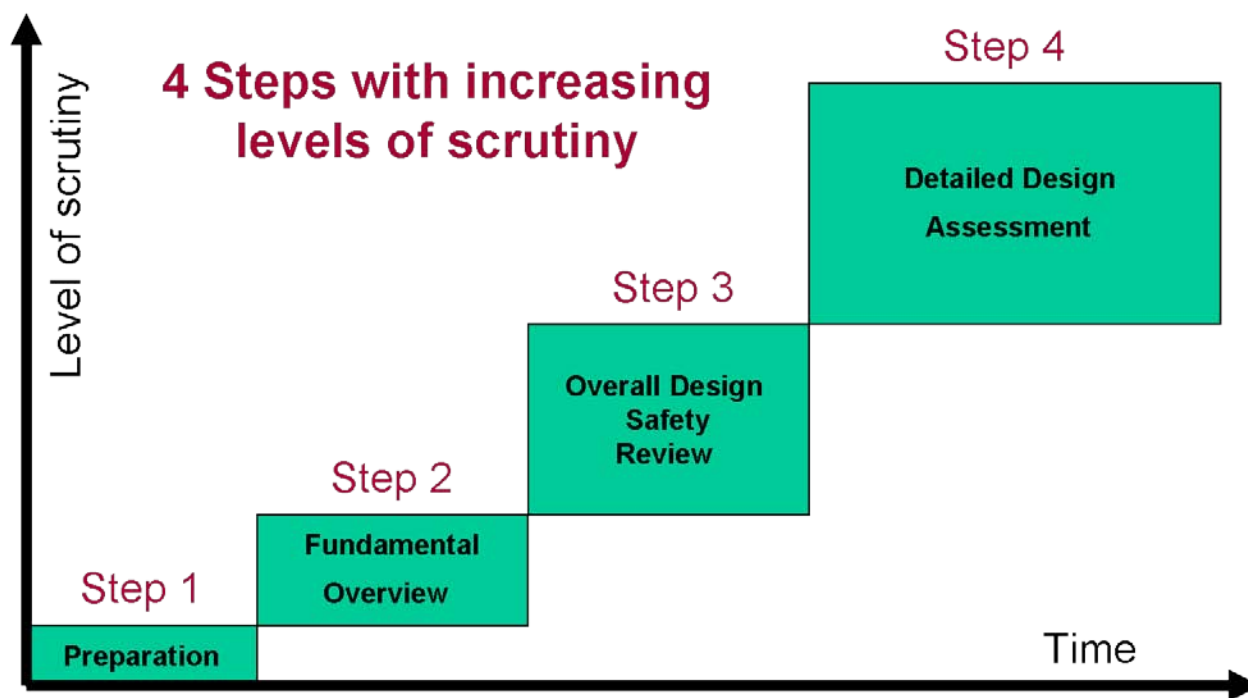 4 Steps with increasing
levels of scrutiny
Level of scrutiny
Step 4
Detailed Design
Assessment
Step 3
Overall Design
Safety
Review
Step 2
Fundamental
Overview
Step 1
Preparation
Time